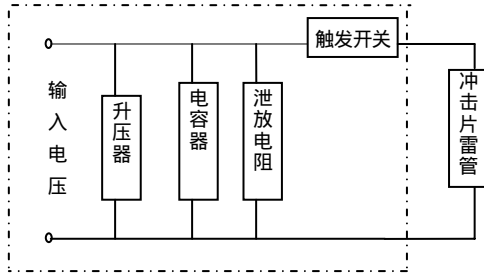 触发开关
输入电压
升压器
电容器
泄放电阻
冲击片雷管